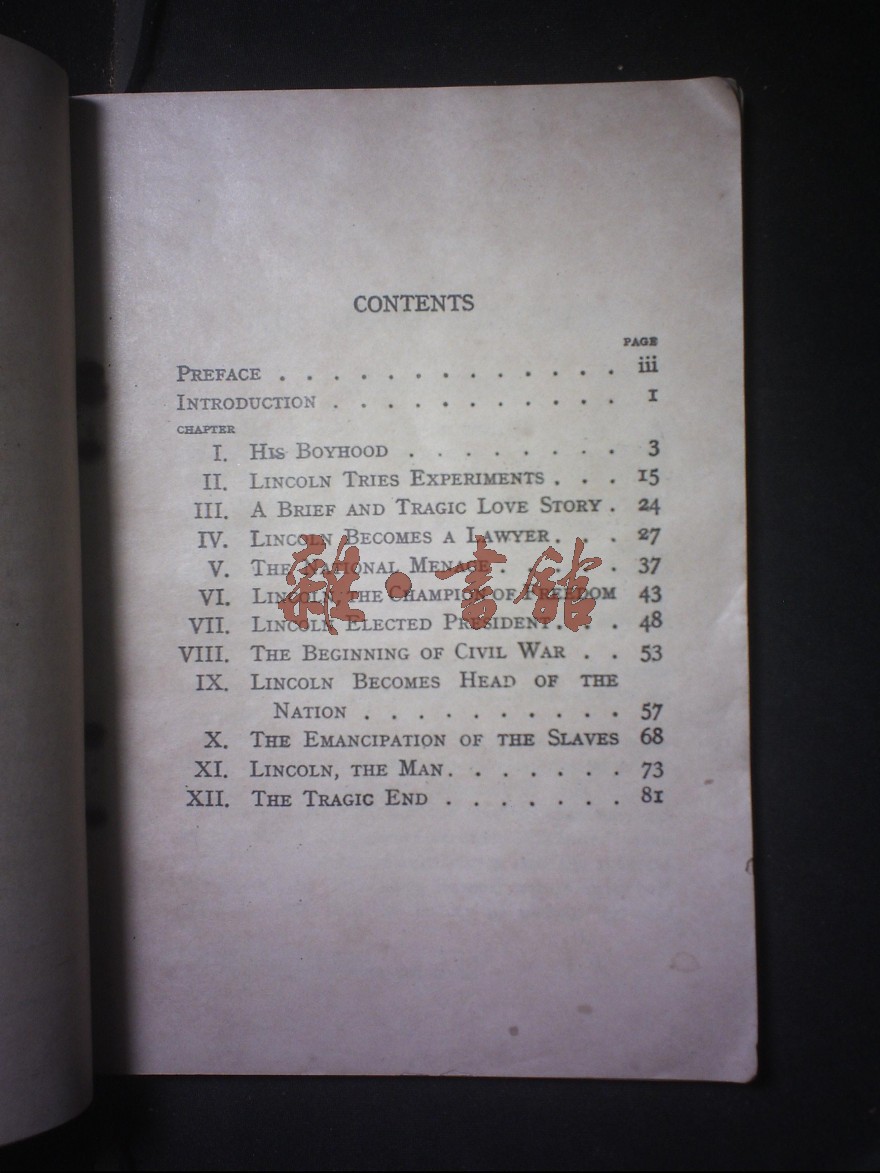 CONTENTS
PAGE
PREFACE . . . . . . . . . . . . . iii
INTRODUCTION . . . . . . . . . . . 1
CHAPTER
I. HIS BOYHOOD . . . . . . . . 3
II. LINCOLN TRIES EXPERIMENTS . . . 15
III. A BRIEF AND TRAGIC LOVE STORY . 24
IV. LINCOLN BECOMES A LAWYER . . . 27
V. THE NATIONAL MENACE . . . . . 37
VI. LINCOLN, THE CHAMPION OF FREEDOM 43
VII. LINCOLN ELECTED PRESIDENT . . . 48
VIII. THE BEGINNING OF CIVIL WAR . . 53
IX. LINCOLN BECOMES HEAD OF THE
NATION . . . . . . . . . . 57
X. THE EMANCIPATION OF THE SLAVES 68
XI. LINCOLN, THE MAN . . . . . . . 73
XII. THE TRAGIC END . . . . . . . 81
雜·書館